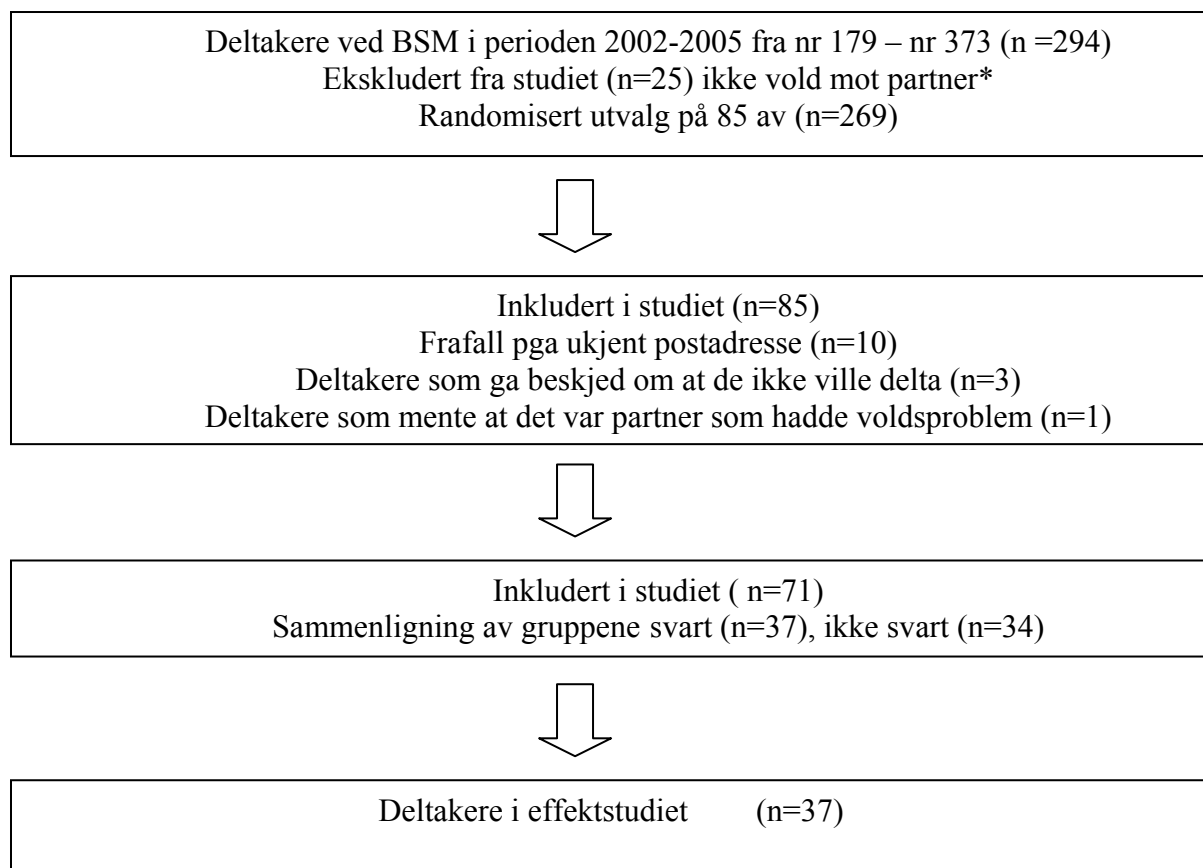 Deltakere ved BSM i perioden 2002-2005 fra nr 179 – nr 373 (n =294)
Ekskludert fra studiet (n=25) ikke vold mot partner*
Randomisert utvalg på 85 av (n=269)
Inkludert i studiet (n=85)
Frafall pga ukjent postadresse (n=10)
Deltakere som ga beskjed om at de ikke ville delta (n=3)
Deltakere som mente at det var partner som hadde voldsproblem (n=1)
Inkludert i studiet ( n=71)
Sammenligning av gruppene svart (n=37), ikke svart (n=34)
Deltakere i effektstudiet (n=37)